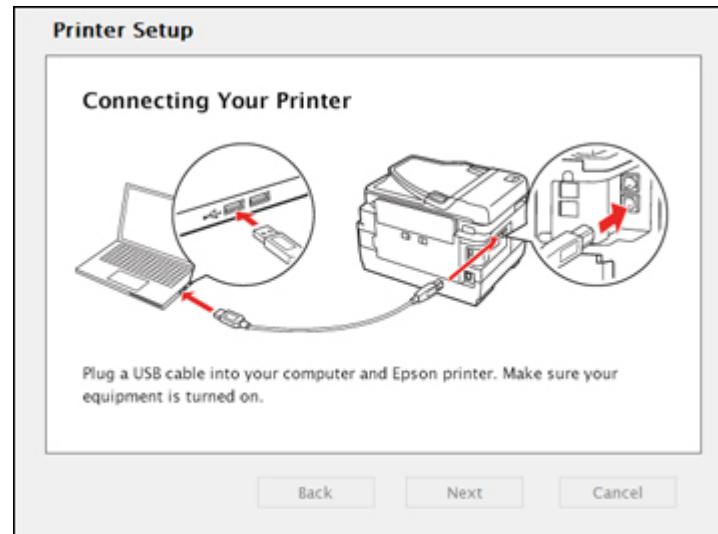 Printer Setup
Connecting Your Printer
Plug a USB cable into your computer and Epson printer. Make sure your
equipment is turned on.
Back
Next
Cancel